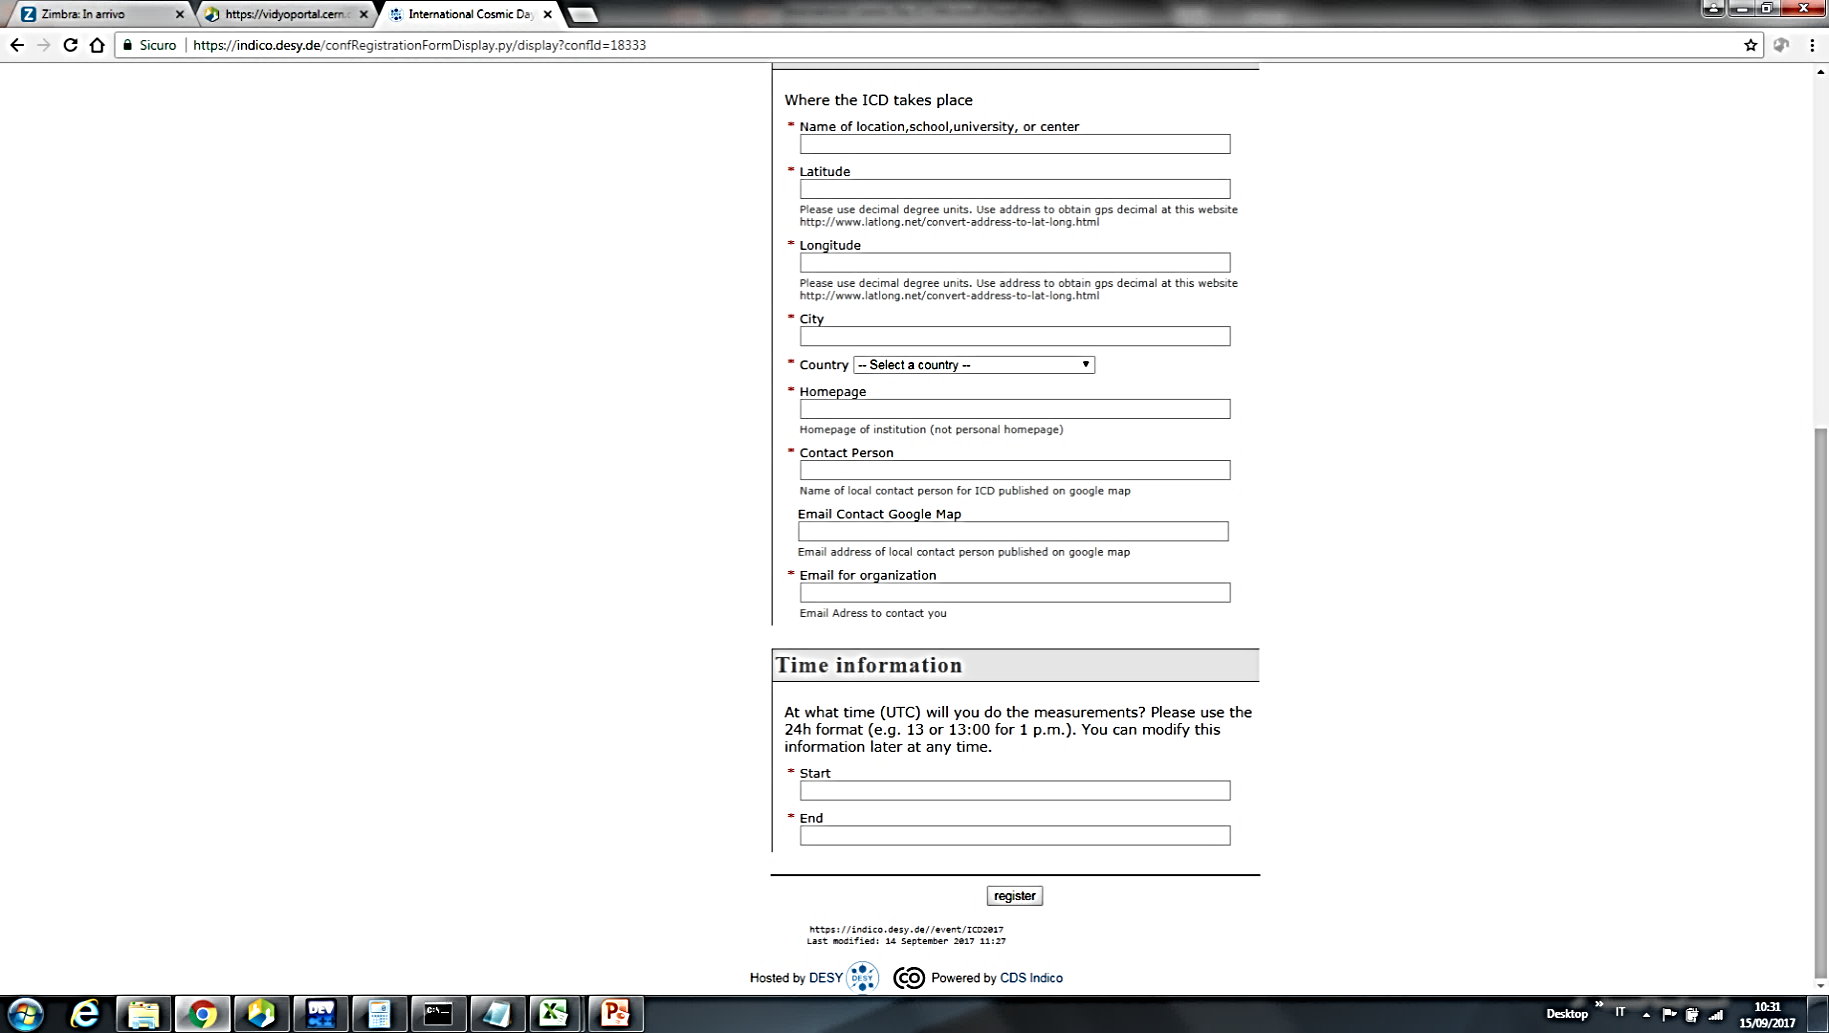 Zimbra: In arrivo
https://vidyoportal.cern.
International Cosmic Day
Sicuro
https://indico.desy.de/confRegistrationFormDisplay.py/display?confId=18333
Where the ICD takes place
* Name of location,school,university, or center
* Latitude
Please use decimal degree units. Use address to obtain gps decimal at this website
http://www.latlong.net/convert-address-to-lat-long.html
* Longitude
Please use decimal degree units. Use address to obtain gps decimal at this website
http://www.latlong.net/convert-address-to-lat-long.html
* City
* Country -- Select a country --
* Homepage
Homepage of institution (not personal homepage)
* Contact Person
Name of local contact person for ICD published on google map
Email Contact Google Map
Email address of local contact person published on google map
* Email for organization
Email Adress to contact you
Time information
At what time (UTC) will you do the measurements? Please use the
24h format (e.g. 13 or 13:00 for 1 p.m.). You can modify this
information later at any time.
* Start
* End
register
https://indico.desy.de//event/ICD2017
Last modified: 14 September 2017 11:27
Hosted by DESY DESY Powered by CDS Indico
DEV
C:\
Desktop » IT 10:31
15/09/2017